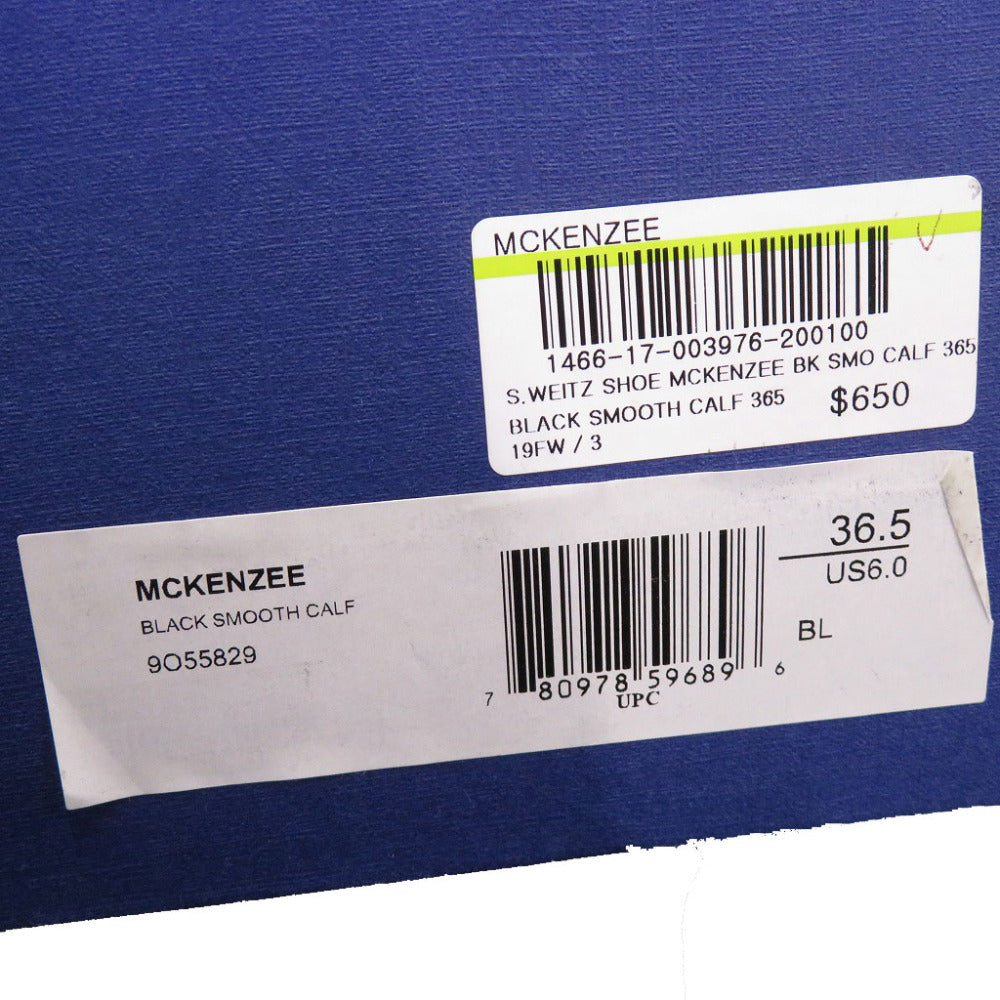 MCKENZEE
1466-17-003976-200100
S.WEITZ SHOE MCKENZEE BK SMO CALF 365
BLACK SMOOTH CALF 365 $650
19FW / 3
MCKENZEE
BLACK SMOOTH CALF
9O55829
7 80978 59689 6
UPC
36.5
US6.0
BL